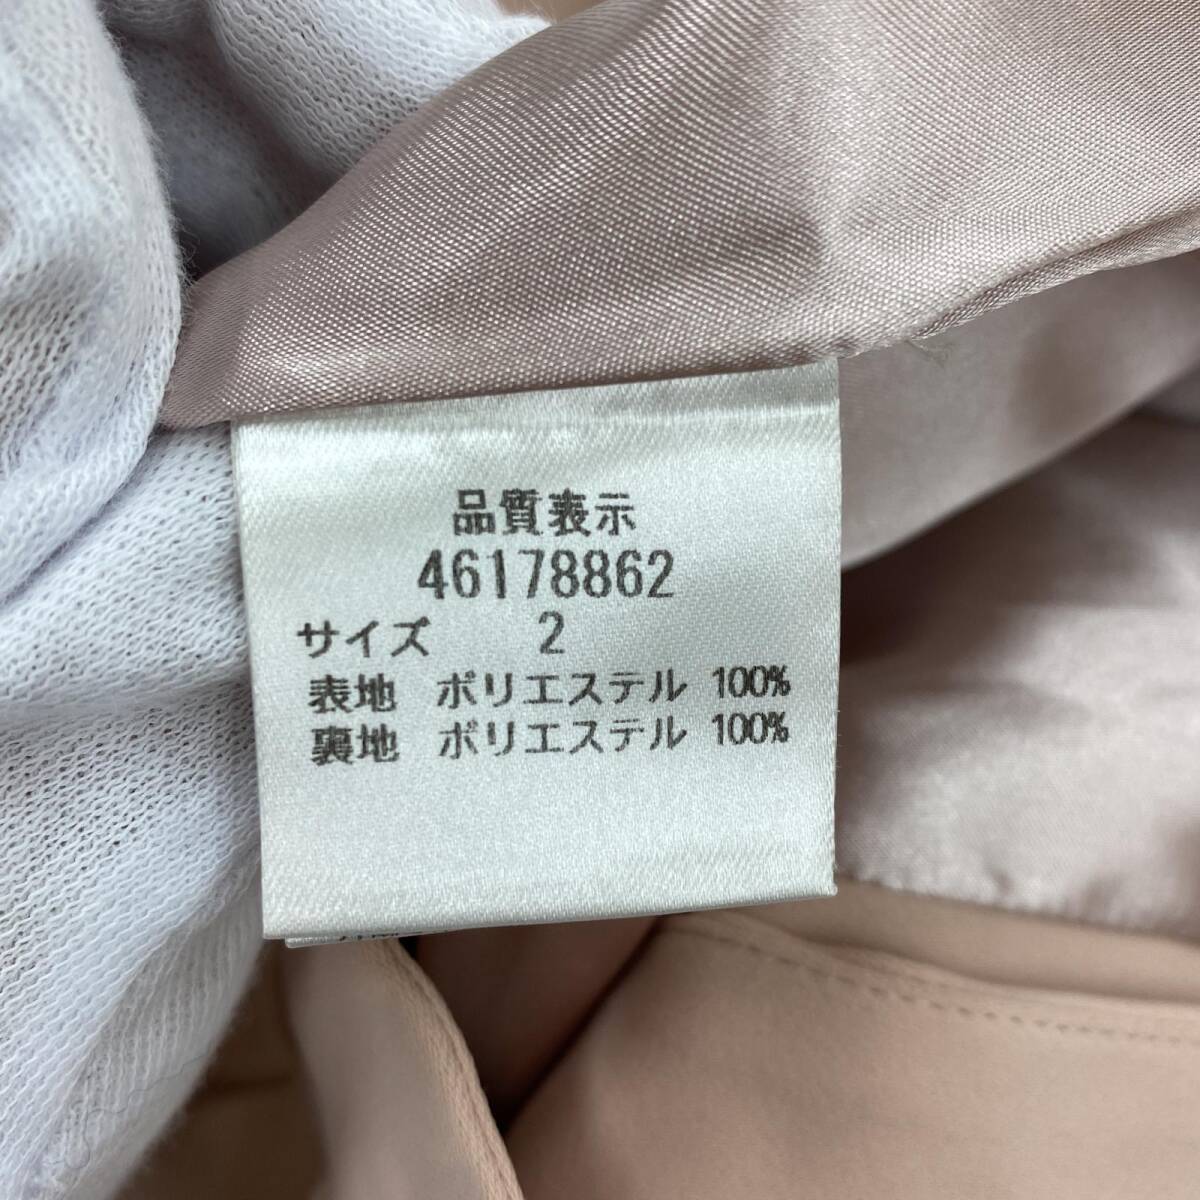 品質表示
46178862
サイズ 2
表地 ポリエステル 100%
裏地 ポリエステル 100%